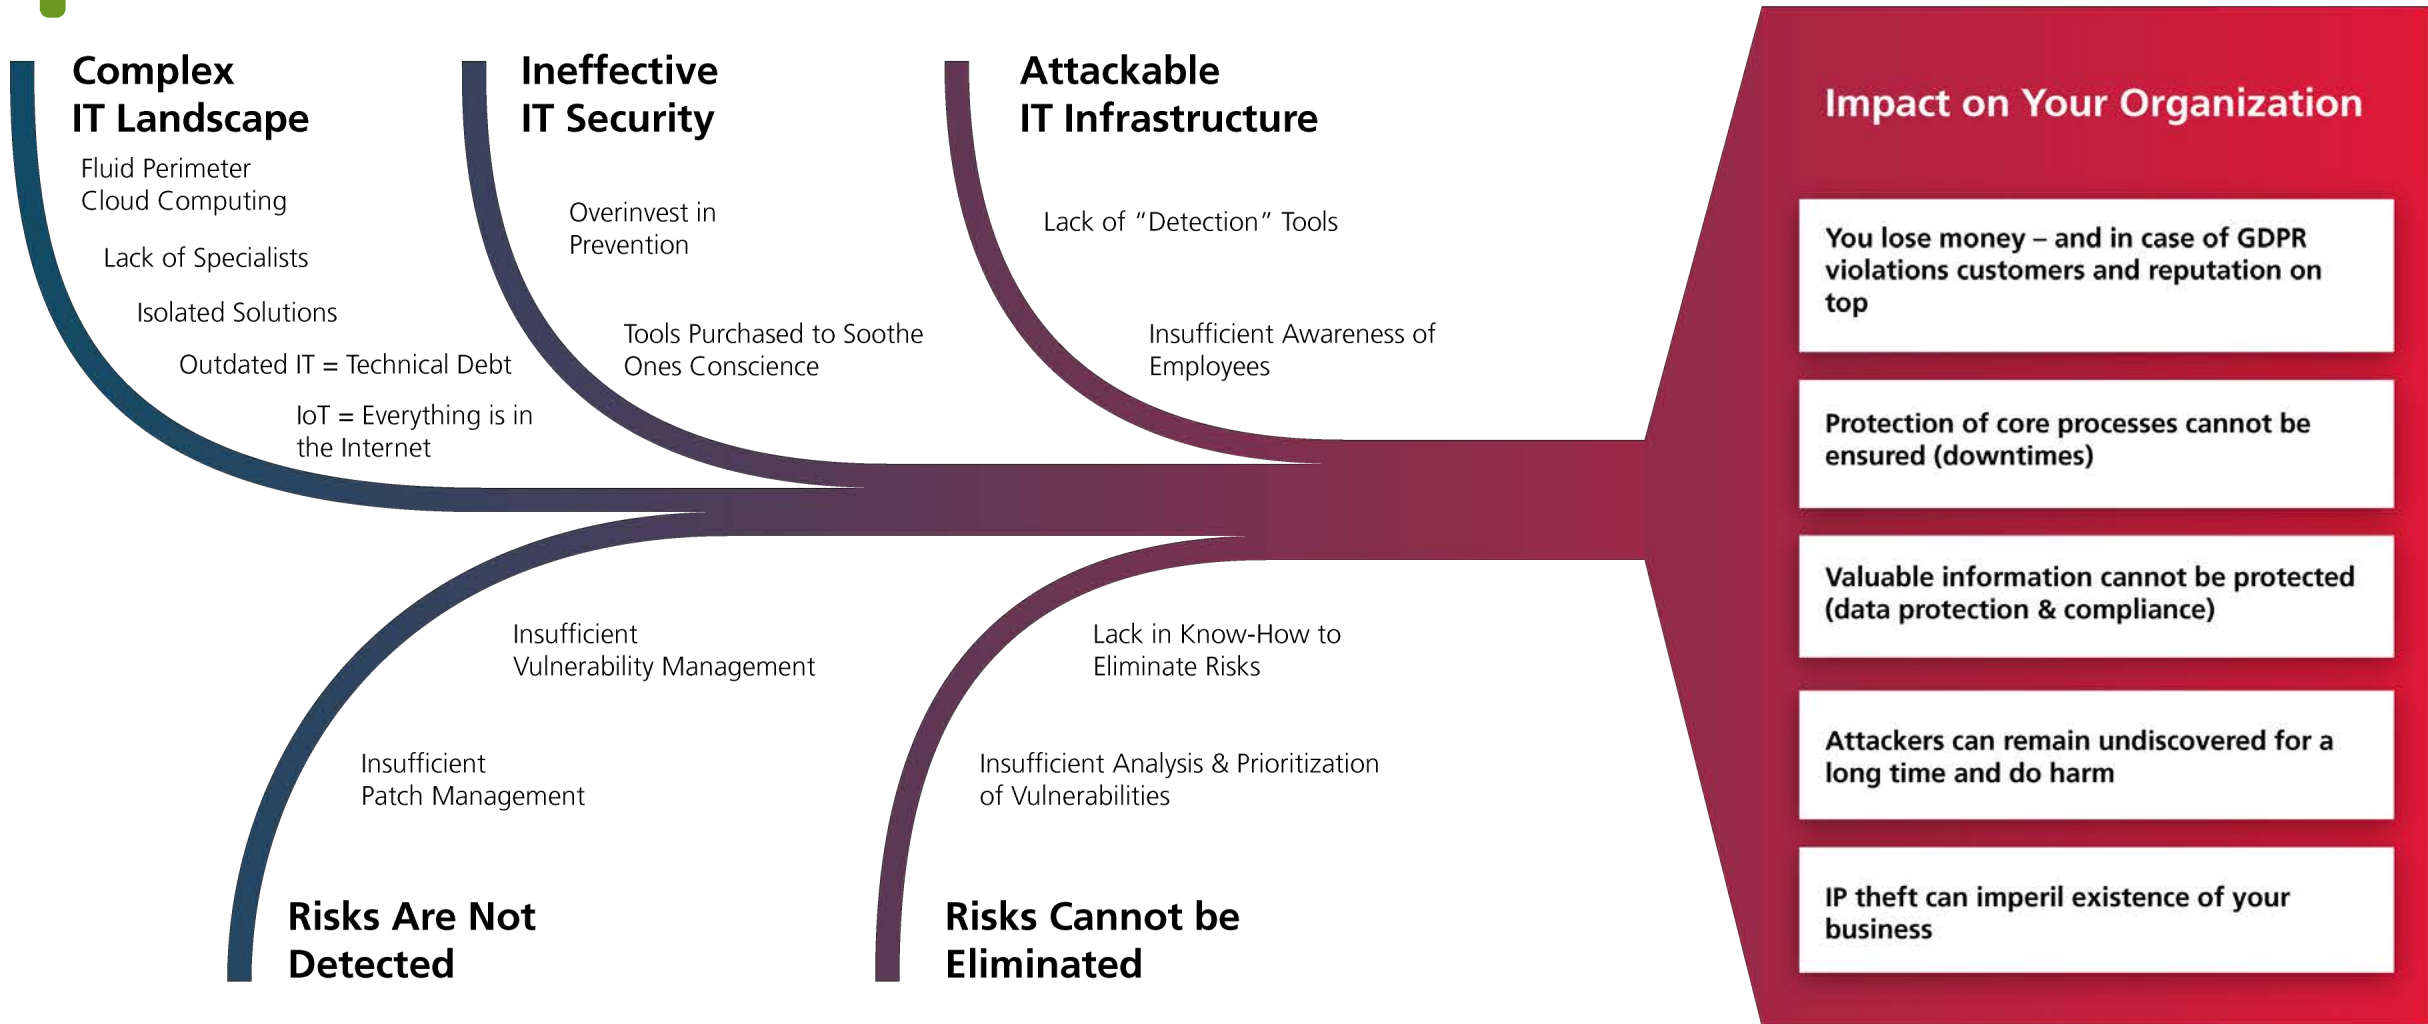 Complex
IT Landscape
Fluid Perimeter
Cloud Computing
Lack of Specialists
Isolated Solutions
Outdated IT = Technical Debt
IoT = Everything is in
the Internet
Ineffective
IT Security
Overinvest in
Prevention
Tools Purchased to Soothe
Ones Conscience
Attackable
IT Infrastructure
Lack of “Detection” Tools
Insufficient Awareness of
Employees
Insufficient
Vulnerability Management
Insufficient
Patch Management
Risks Are Not
Detected
Lack in Know-How to
Eliminate Risks
Insufficient Analysis & Prioritization
of Vulnerabilities
Risks Cannot be
Eliminated
Impact on Your Organization
You lose money – and in case of GDPR
violations customers and reputation on
top
Protection of core processes cannot be
ensured (downtimes)
Valuable information cannot be protected
(data protection & compliance)
Attackers can remain undiscovered for a
long time and do harm
IP theft can imperil existence of your
business